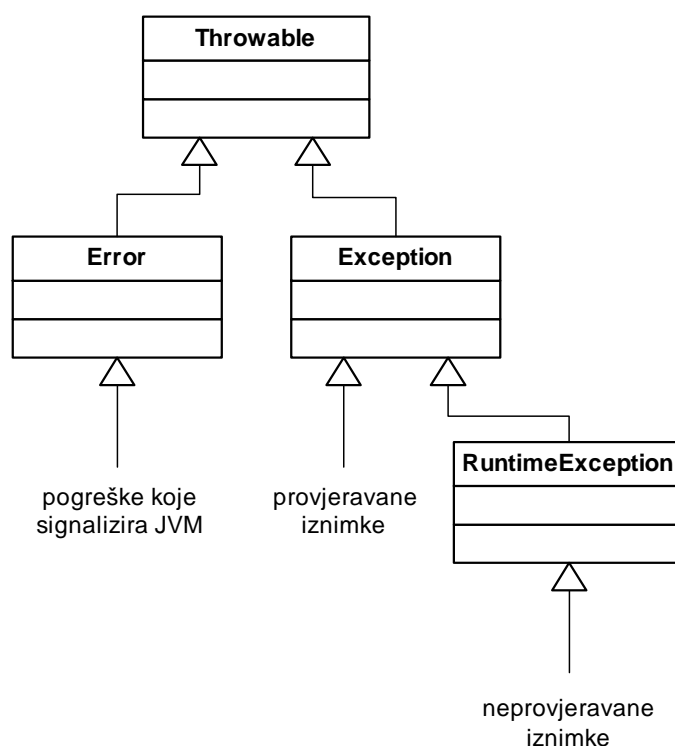 Throwable
Error
Exception
RuntimeException
pogreške koje
signalizira JVM
provjeravane
iznimke
neprovjeravane
iznimke